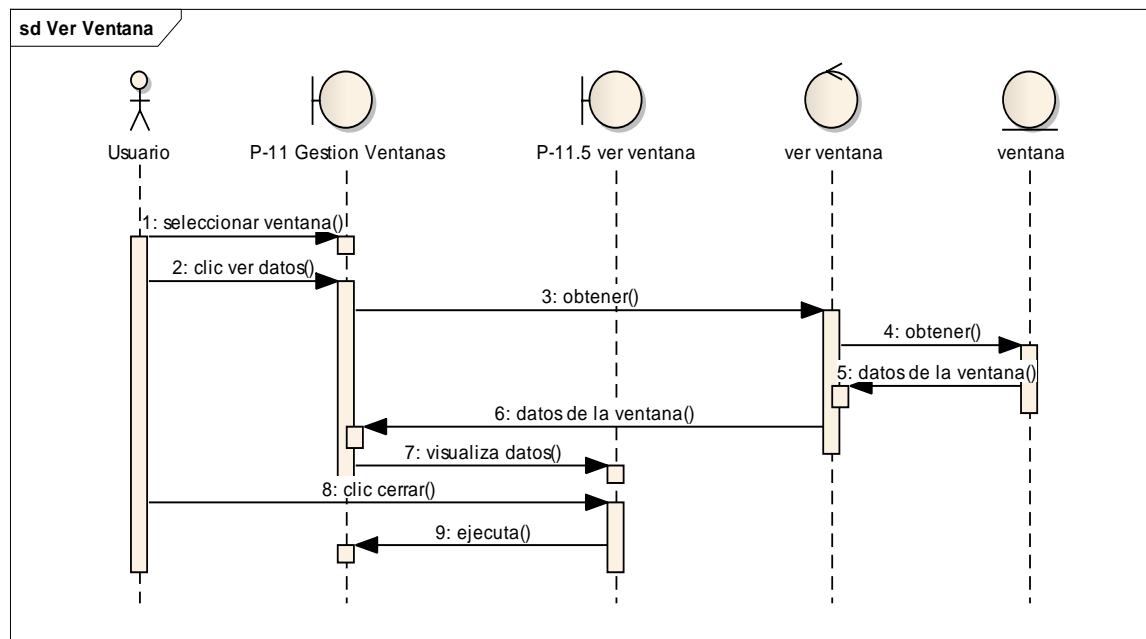 sd Ver Ventana
Usuario
P-11 Gestion Ventanas
P-11.5 ver ventana
ver ventana
ventana
1: seleccionar ventana()
2: clic ver datos()
3: obtener()
4: obtener()
5: datos de la ventana()
6: datos de la ventana()
7: visualiza datos()
8: clic cerrar()
9: ejecuta()